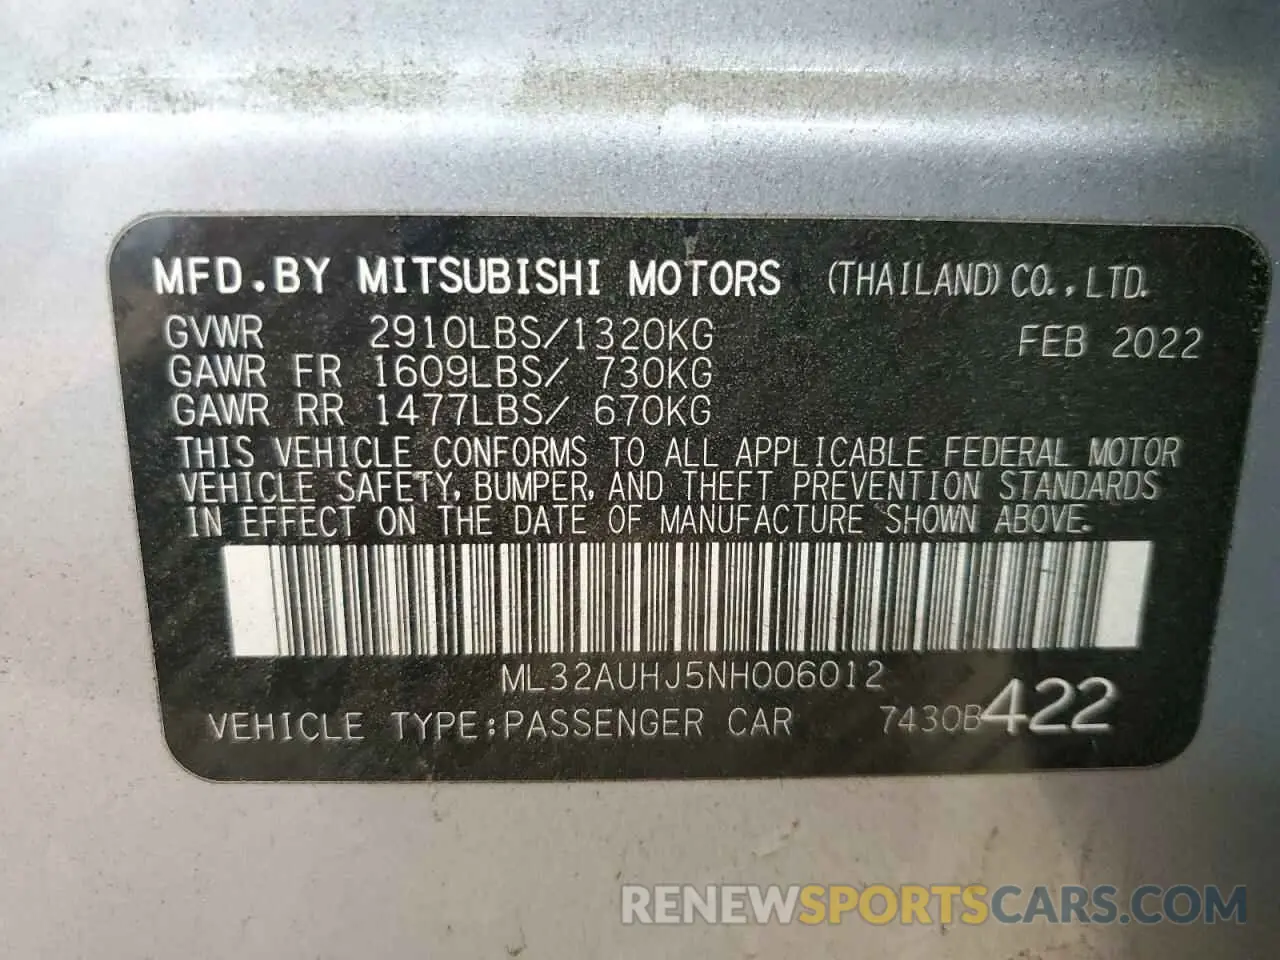 MFD.BY MITSUBISHI MOTORS (THAILAND) CO.,LTD.
GVWR 2910LBS/1320KG FEB 2022
GAWR FR 1609LBS/ 730KG
GAWR RR 1477LBS/ 670KG
THIS VEHICLE CONFORMS TO ALL APPLICABLE FEDERAL MOTOR
VEHICLE SAFETY, BUMPER, AND THEFT PREVENTION STANDARDS
IN EFFECT ON THE DATE OF MANUFACTURE SHOWN ABOVE.
ML32AUHJ5NH006012
VEHICLE TYPE:PASSENGER CAR 7430B422
RENEWSPORTSCARS.COM